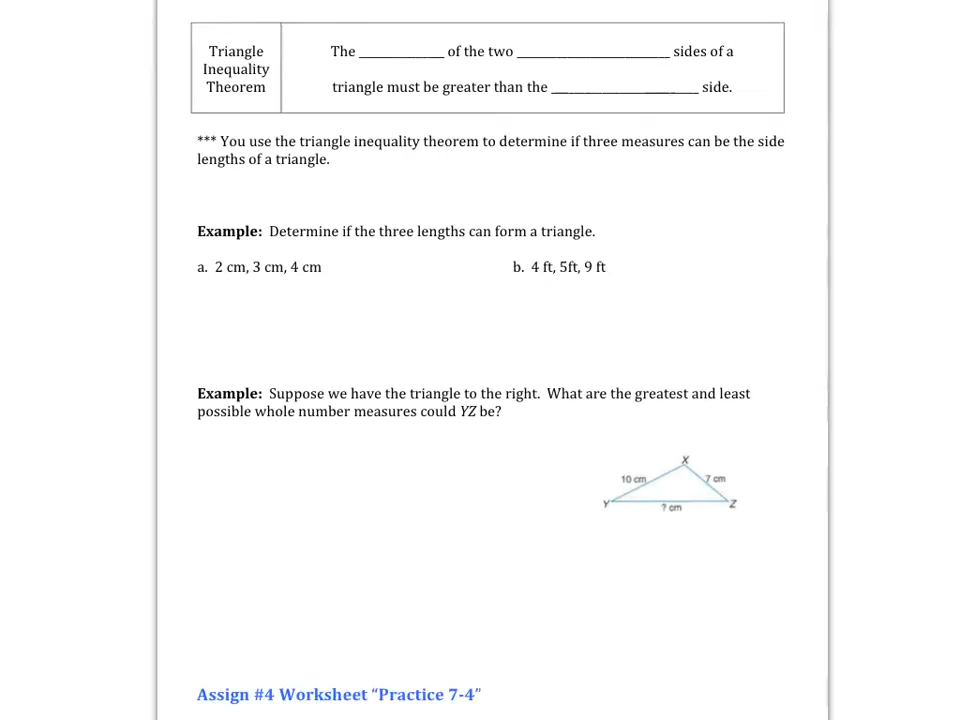 Triangle
Inequality
Theorem
The ______________ of the two _________________________ sides of a
triangle must be greater than the ________________________ side.
*** You use the triangle inequality theorem to determine if three measures can be the side
lengths of a triangle.
Example: Determine if the three lengths can form a triangle.
a. 2 cm, 3 cm, 4 cm
b. 4 ft, 5ft, 9 ft
Example: Suppose we have the triangle to the right. What are the greatest and least
possible whole number measures could YZ be?
X
10 cm
7 cm
Y
Z
? cm
Assign #4 Worksheet “Practice 7-4”